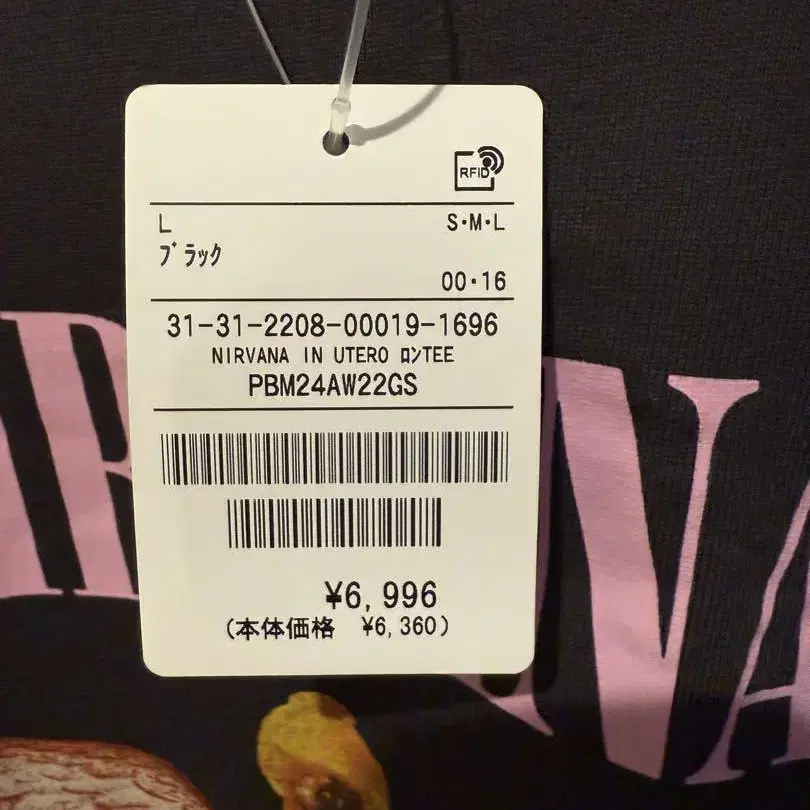 RFID
L S・M・L
ブラック
00・16
31-31-2208-00019-1696
NIRVANA IN UTERO ロンTEE
PBM24AW22GS
¥6,996
(本体価格 ¥6,360)
RVA